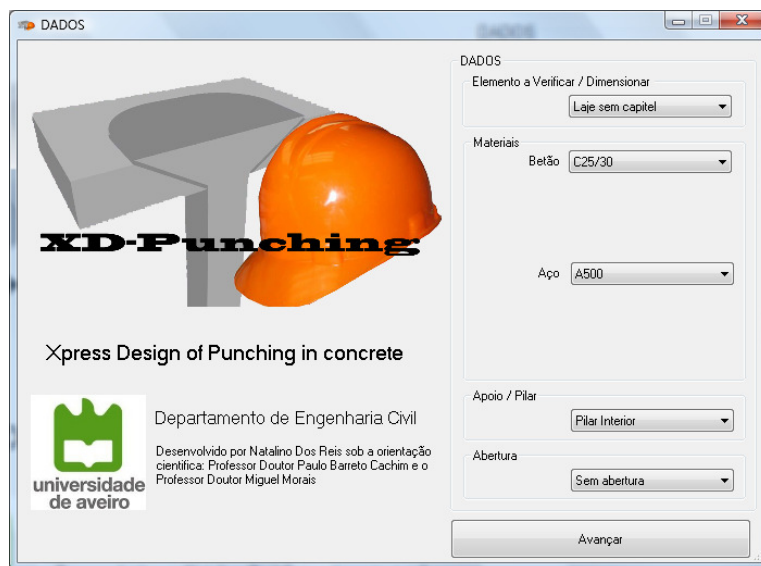 DADOS
XD-Punching
Xpress Design of Punching in concrete
universidade
de aveiro
Departamento de Engenharia Civil
Desenvolvido por Natalino Dos Reis sob a orientação
cientifica: Professor Doutor Paulo Barreto Cachim e o
Professor Doutor Miguel Morais
DADOS
Elemento a Verificar / Dimensionar
Laje sem capitel
Materiais
Betão C25/30
Aço A500
Apoio / Pilar
Pilar Interior
Abertura
Sem abertura
Avançar